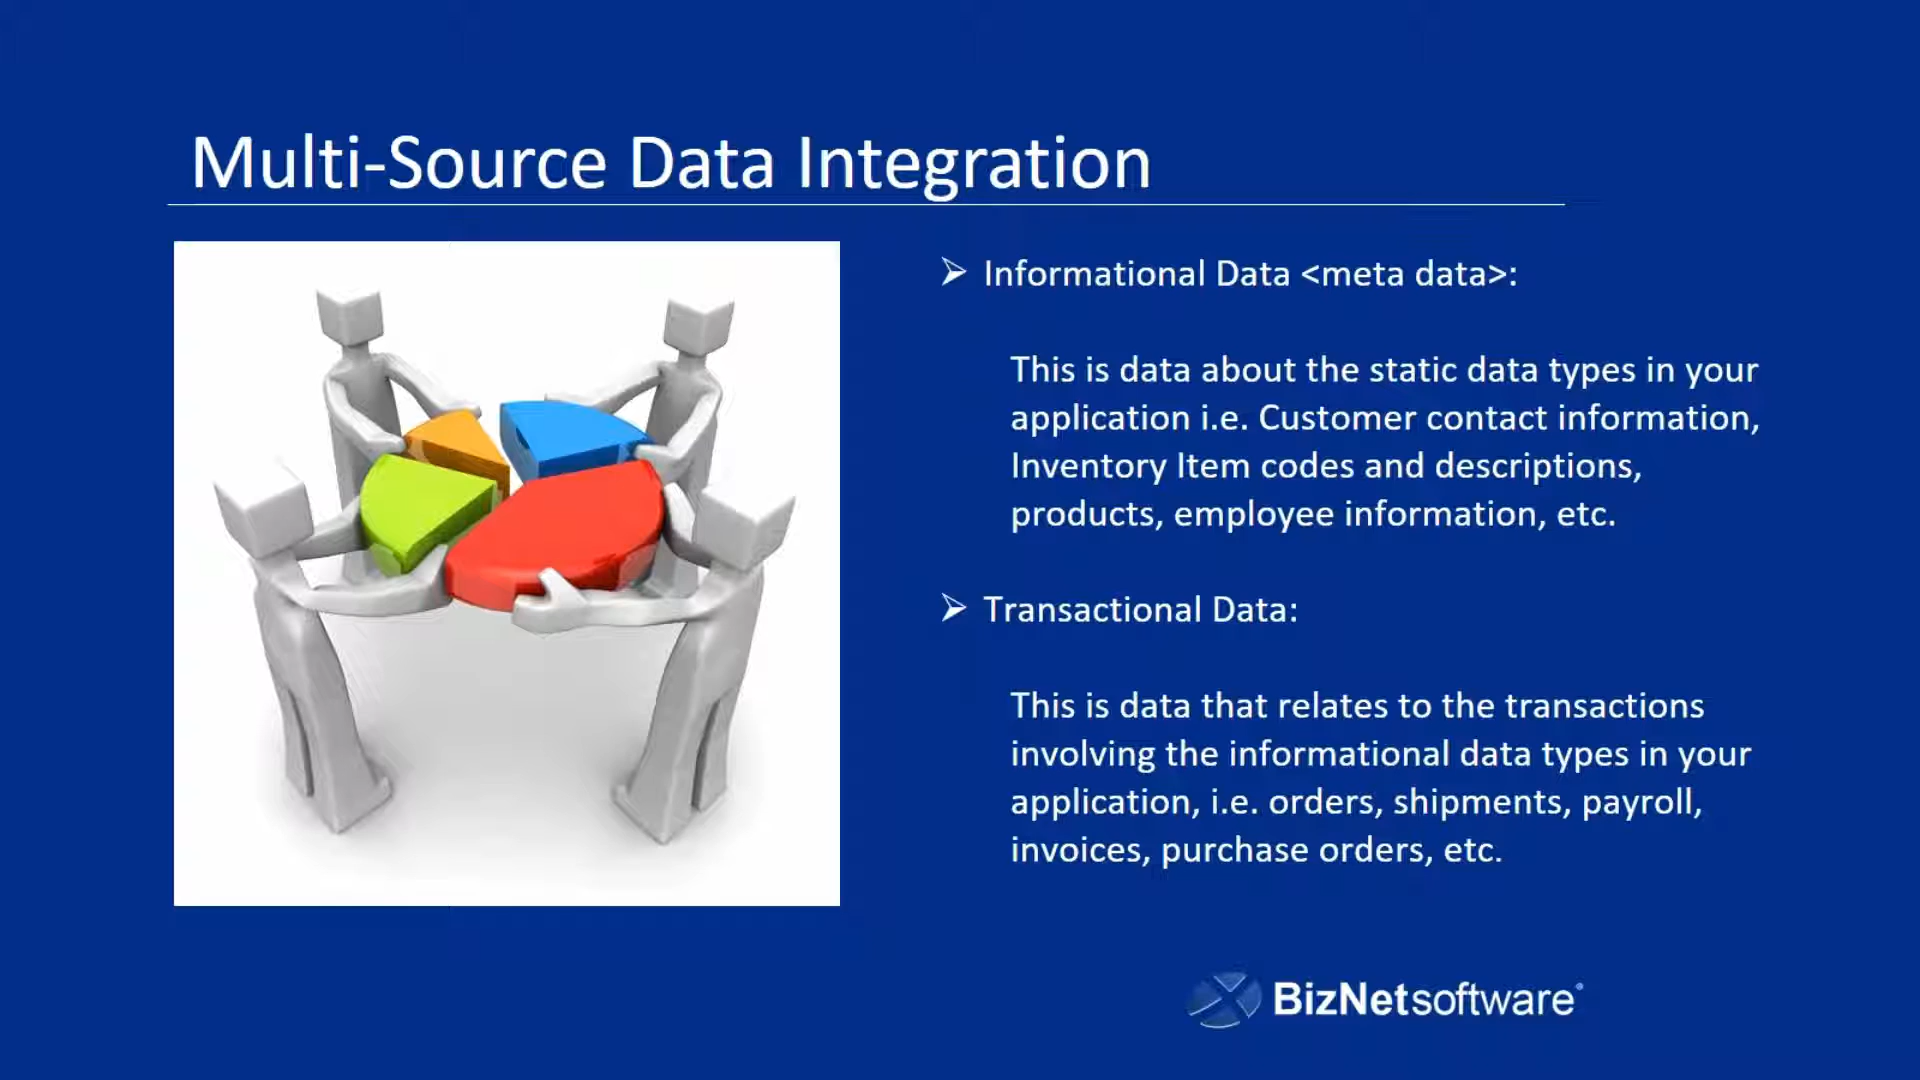 Multi-Source Data Integration
➢ Informational Data <meta data>:
This is data about the static data types in your
application i.e. Customer contact information,
Inventory Item codes and descriptions,
products, employee information, etc.
➢ Transactional Data:
This is data that relates to the transactions
involving the informational data types in your
application, i.e. orders, shipments, payroll,
invoices, purchase orders, etc.
BizNetsoftware